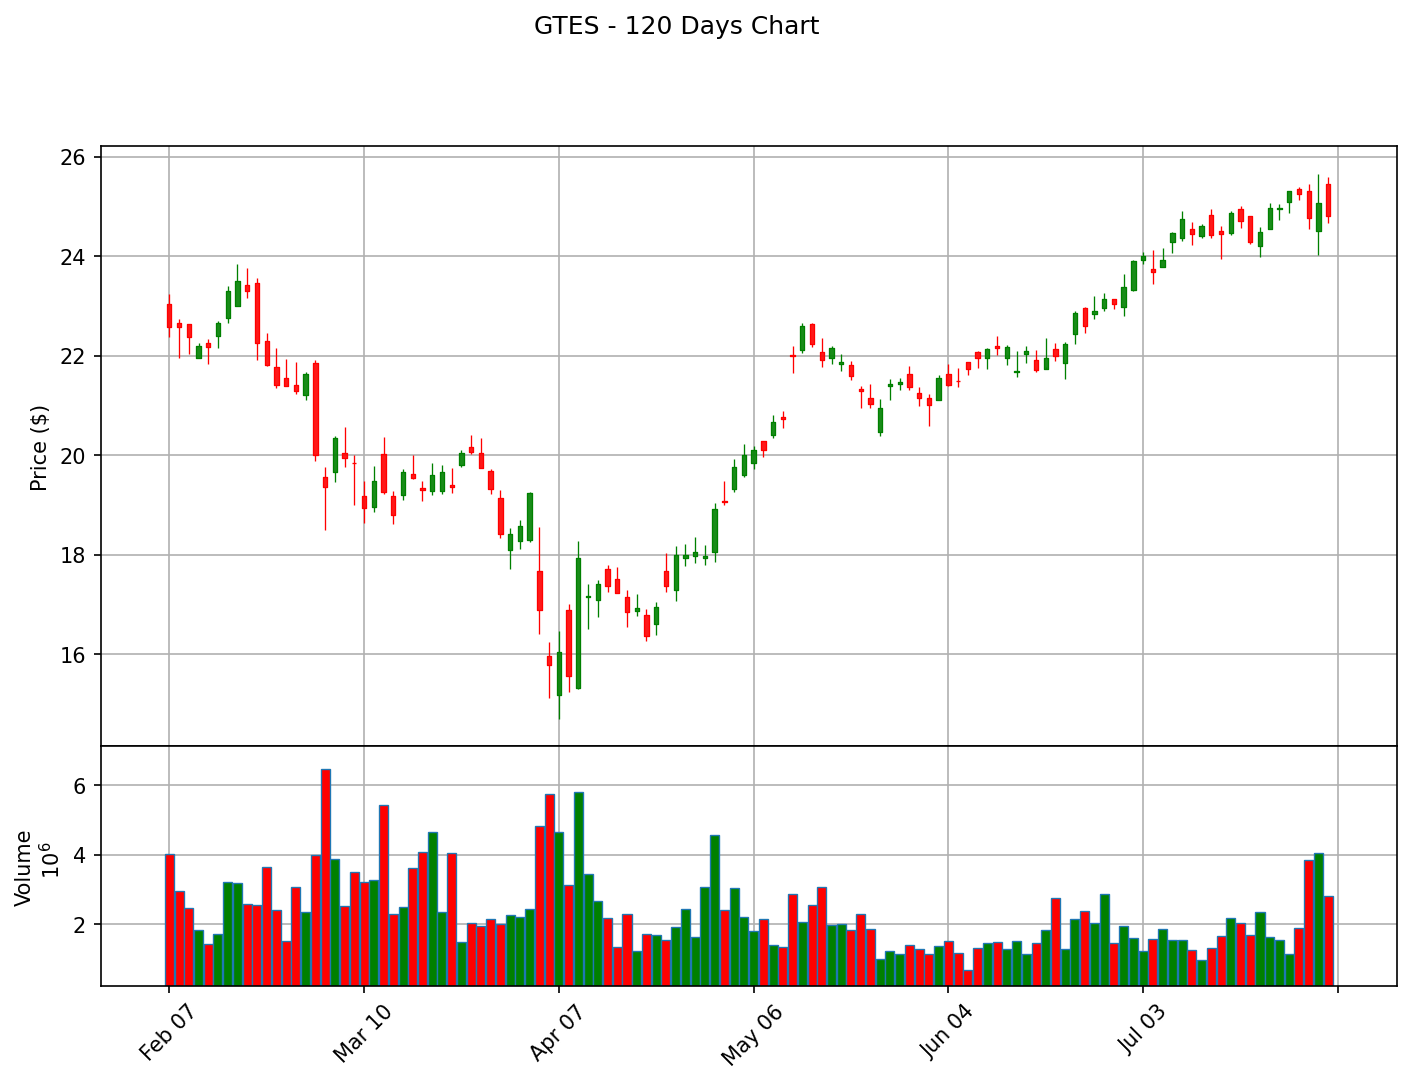 GTES - 120 Days Chart
26
24
22
20
18
16
Price ($)
6
4
2
Volume
10^6
Feb 07
Mar 10
Apr 07
May 06
Jun 04
Jul 03